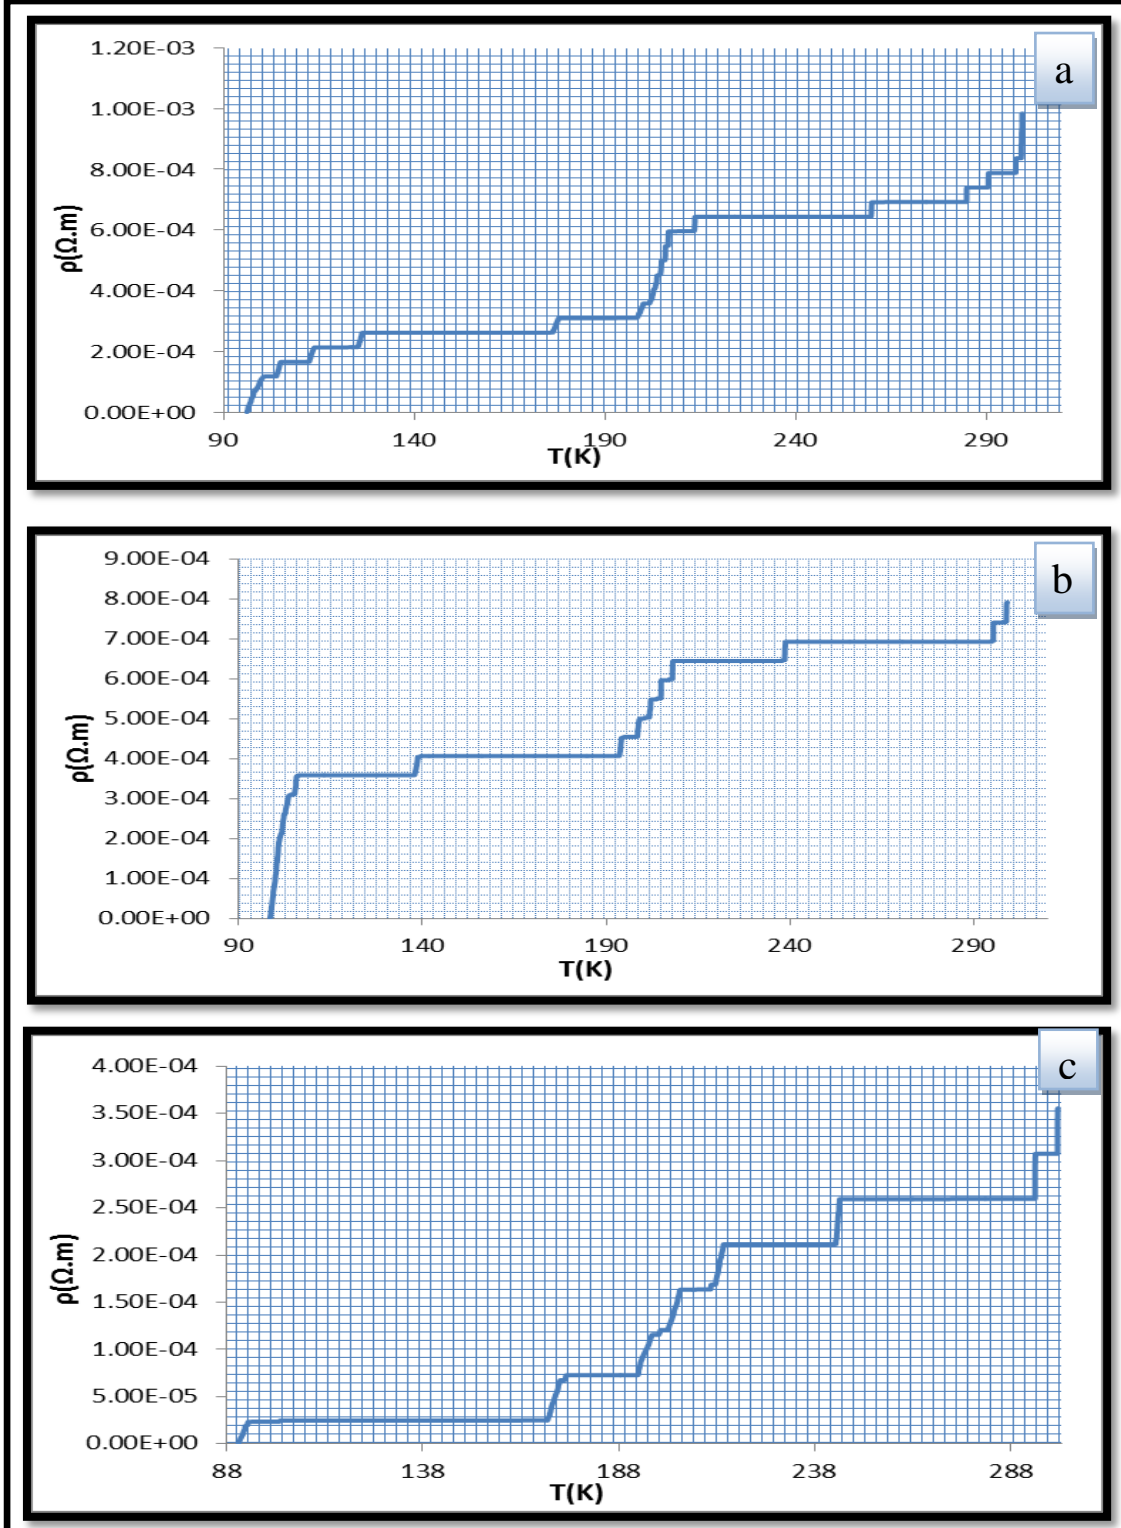 a
1.20E-03
1.00E-03
8.00E-04
6.00E-04
4.00E-04
2.00E-04
0.00E+00
ρ(Ω.m)
90 140 190 240 290
T(K)
b
9.00E-04
8.00E-04
7.00E-04
6.00E-04
5.00E-04
4.00E-04
3.00E-04
2.00E-04
1.00E-04
0.00E+00
ρ(Ω.m)
90 140 190 240 290
T(K)
c
4.00E-04
3.50E-04
3.00E-04
2.50E-04
2.00E-04
1.50E-04
1.00E-04
5.00E-05
0.00E+00
ρ(Ω.m)
88 138 188 238 288
T(K)